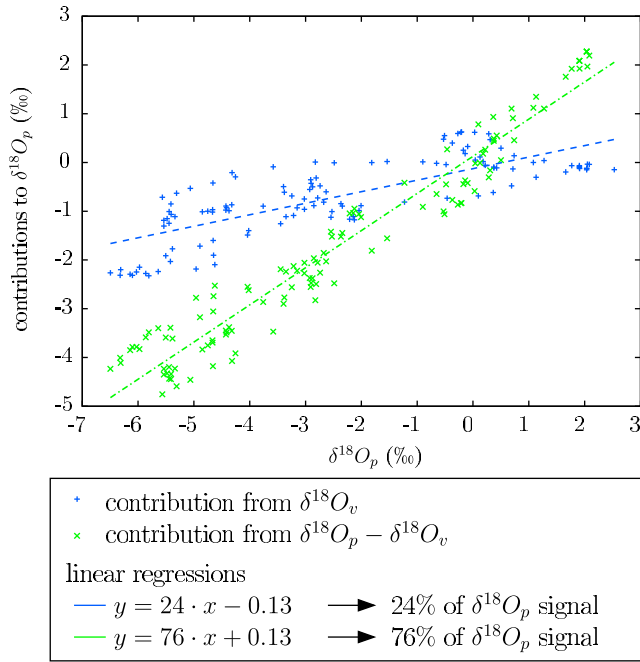 contributions to δ¹⁸Oₚ (‰)
3
2
1
0
-1
-2
-3
-4
-5
-7 -6 -5 -4 -3 -2 -1 0 1 2 3
δ¹⁸Oₚ (‰)
contribution from δ¹⁸Oᵥ
contribution from δ¹⁸Oₚ − δ¹⁸Oᵥ
linear regressions
y = 24 · x − 0.13 24% of δ¹⁸Oₚ signal
y = 76 · x + 0.13 76% of δ¹⁸Oₚ signal